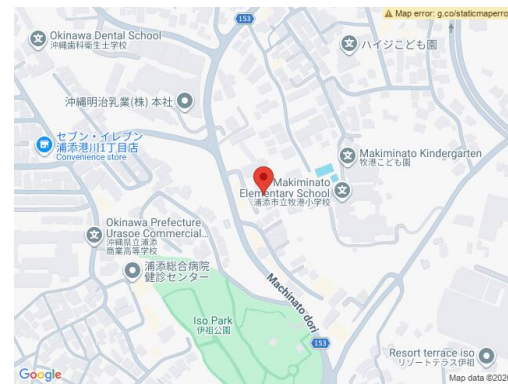 153
Map error: g.co/staticmaperro
Okinawa Dental School
沖縄歯科衛生士学校
ハイジこども園
沖縄明治乳業(株) 本社
セブン - イレブン
浦添港川1丁目店
Convenience store
Makiminato Kindergarten
牧港こども園
Makiminato
Elementary School
浦添市立牧港小学校
Okinawa Prefecture
Urasoe Commercial...
沖縄県立浦添
商業高等学校
浦添総合病院
健診センター
Machinato dori
Iso Park
伊祖公園
153
Resort terrace iso
リゾートテラス伊祖
Google
Map data ©2026